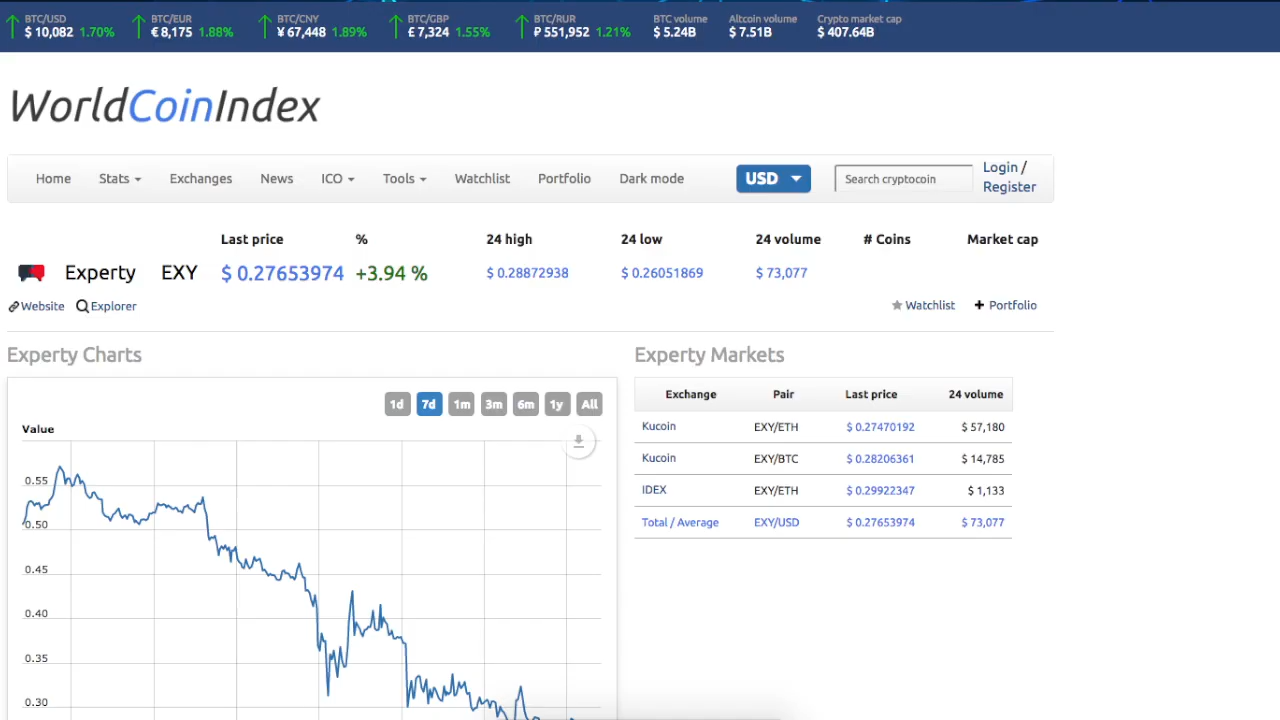 BTC/USD BTC/EUR BTC/CNY BTC/GBP BTC/RUR BTC volume Altcoin volume Crypto market cap
$ 10,082 1.70% € 8,175 1.88% ¥ 67,448 1.89% £ 7,324 1.55% ₽ 551,952 1.21% $ 5.24B $ 7.51B $ 407.64B
WorldCoinIndex
Home Stats Exchanges News ICO Tools Watchlist Portfolio Dark mode USD Search cryptocoin Login / Register
Last price % 24 high 24 low 24 volume # Coins Market cap
Experty EXY $ 0.27653974 +3.94 % $ 0.28872938 $ 0.26051869 $ 73,077
Website Explorer Watchlist + Portfolio
Experty Charts
1d 7d 1m 3m 6m 1y All
Value
0.55
0.50
0.45
0.40
0.35
0.30
Experty Markets
Exchange Pair Last price 24 volume
Kucoin EXY/ETH $ 0.27470192 $ 57,180
Kucoin EXY/BTC $ 0.28206361 $ 14,785
IDEX EXY/ETH $ 0.29922347 $ 1,133
Total / Average EXY/USD $ 0.27653974 $ 73,077